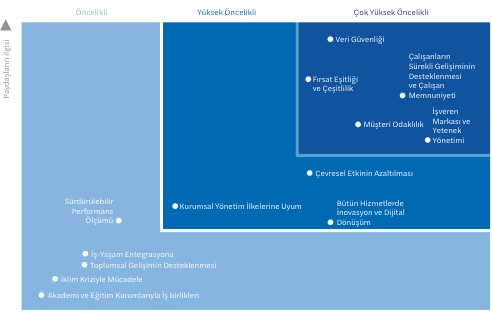 Öncelikli
Yüksek Öncelikli
Çok Yüksek Öncelikli
Paydaşların ilgisi
Veri Güvenliği
Çalışanların
Sürekli Gelişiminin
Desteklenmesi
ve Çalışan
Memnuniyeti
Fırsat Eşitliği
ve Çeşitlilik
İşveren
Markası ve
Yetenek
Yönetimi
Müşteri Odaklılık
Çevresel Etkinin Azaltılması
Kurumsal Yönetim İlkelerine Uyum
Bütün Hizmetlerde
İnovasyon ve Dijital
Dönüşüm
Sürdürülebilir
Performans
Ölçümü
İş-Yaşam Entegrasyonu
Toplumsal Gelişimin Desteklenmesi
İklim Kriziyle Mücadele
Akademi ve Eğitim Kurumlarıyla İş birlikleri